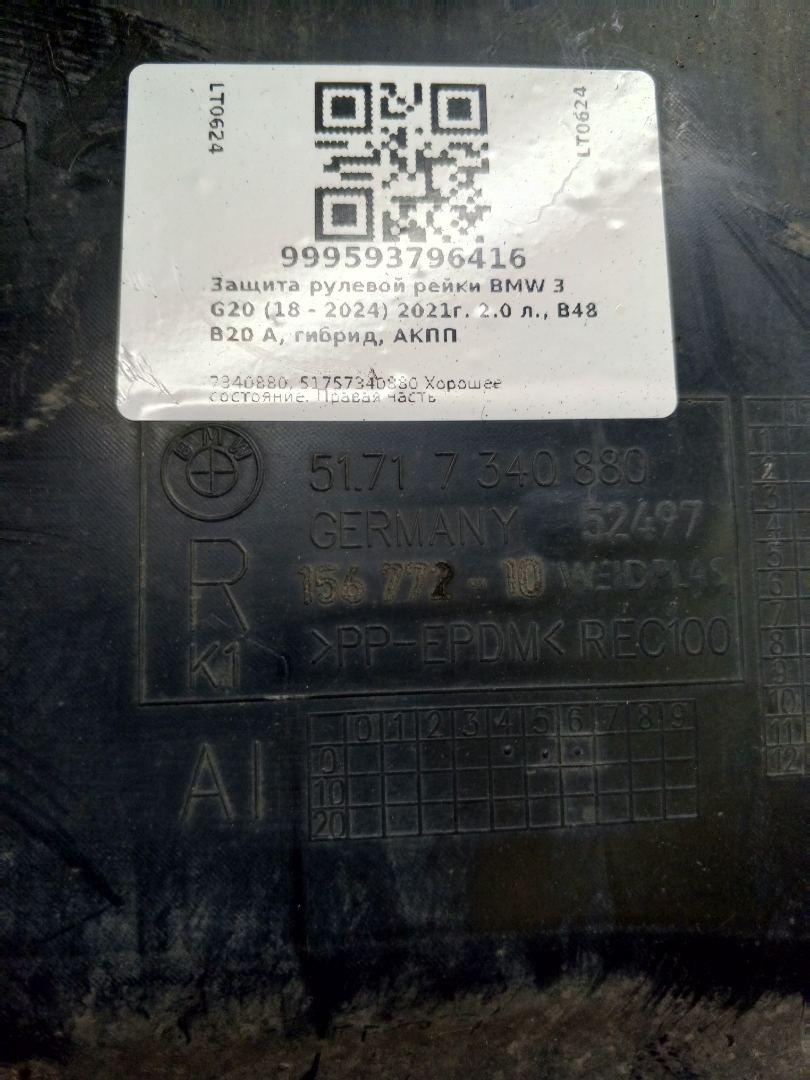 LT0624
LT0624
999593796416
Защита рулевой рейки BMW 3
G20 (18 - 2024) 2021г. 2.0 л., B48
B20 A, гибрид, АКПП
7340880, 51757340880 Хорошее
состояние. Правая часть
BMW
51.71 7 340 880
GERMANY 52497
R
156 772-10 WEIDPLAS
K1
>PP-EPDM< REC100
AI
0 1 2 3 4 5 6 7 8 9
0
10
20
1
2
3
4
5
6
7
8
9
10
11
12